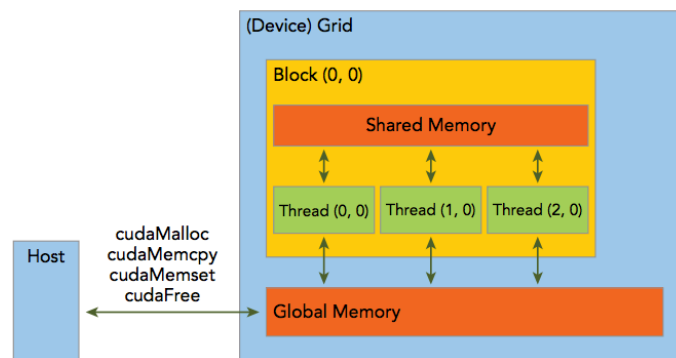 (Device) Grid
Block (0, 0)
Shared Memory
Thread (0, 0)
Thread (1, 0)
Thread (2, 0)
Host
cudaMalloc
cudaMemcpy
cudaMemset
cudaFree
Global Memory